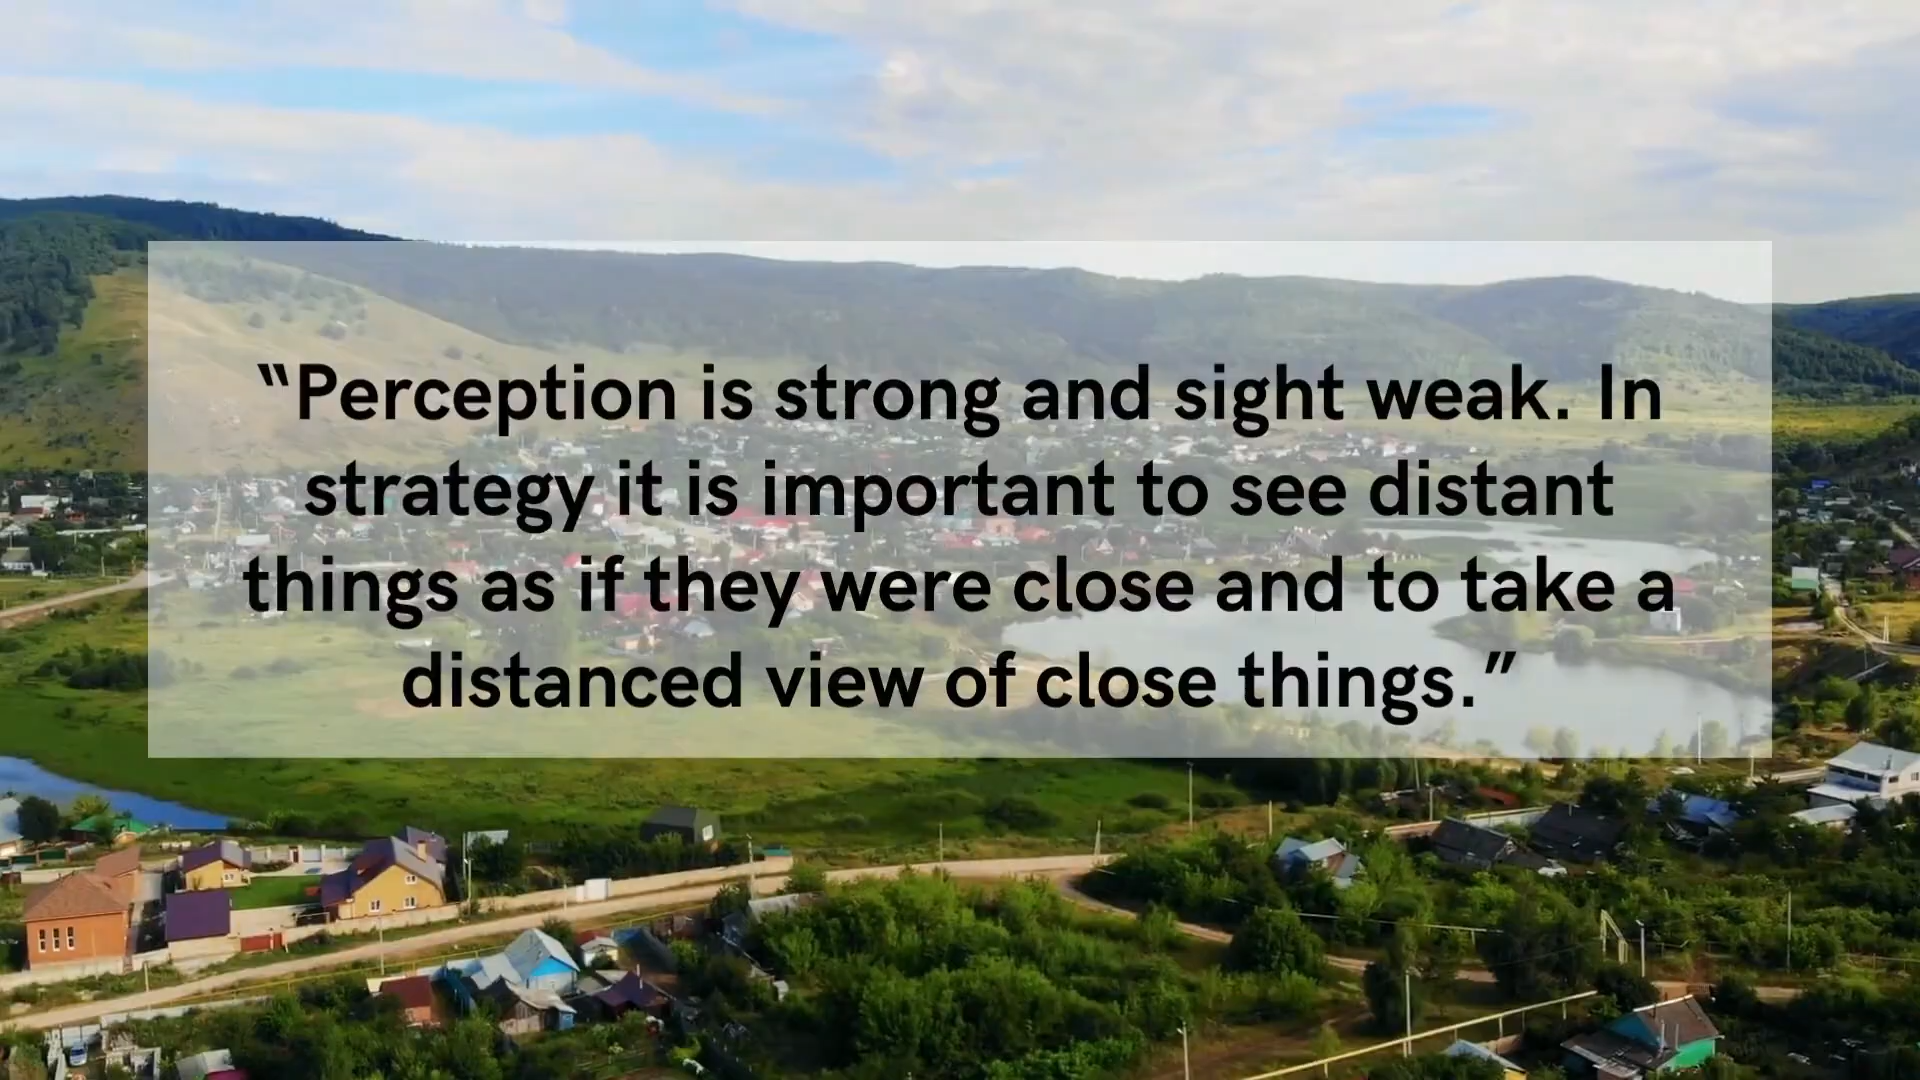 “Perception is strong and sight weak. In
strategy it is important to see distant
things as if they were close and to take a
distanced view of close things.”